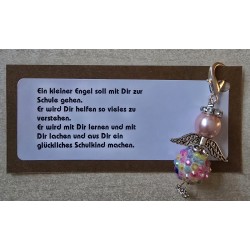 Ein kleiner Engel soll mit Dir zur
Schule gehen.
Er wird Dir helfen so vieles zu
verstehen.
Er wird mit Dir lernen und mit
Dir lachen und aus Dir ein
glückliches Schulkind machen.